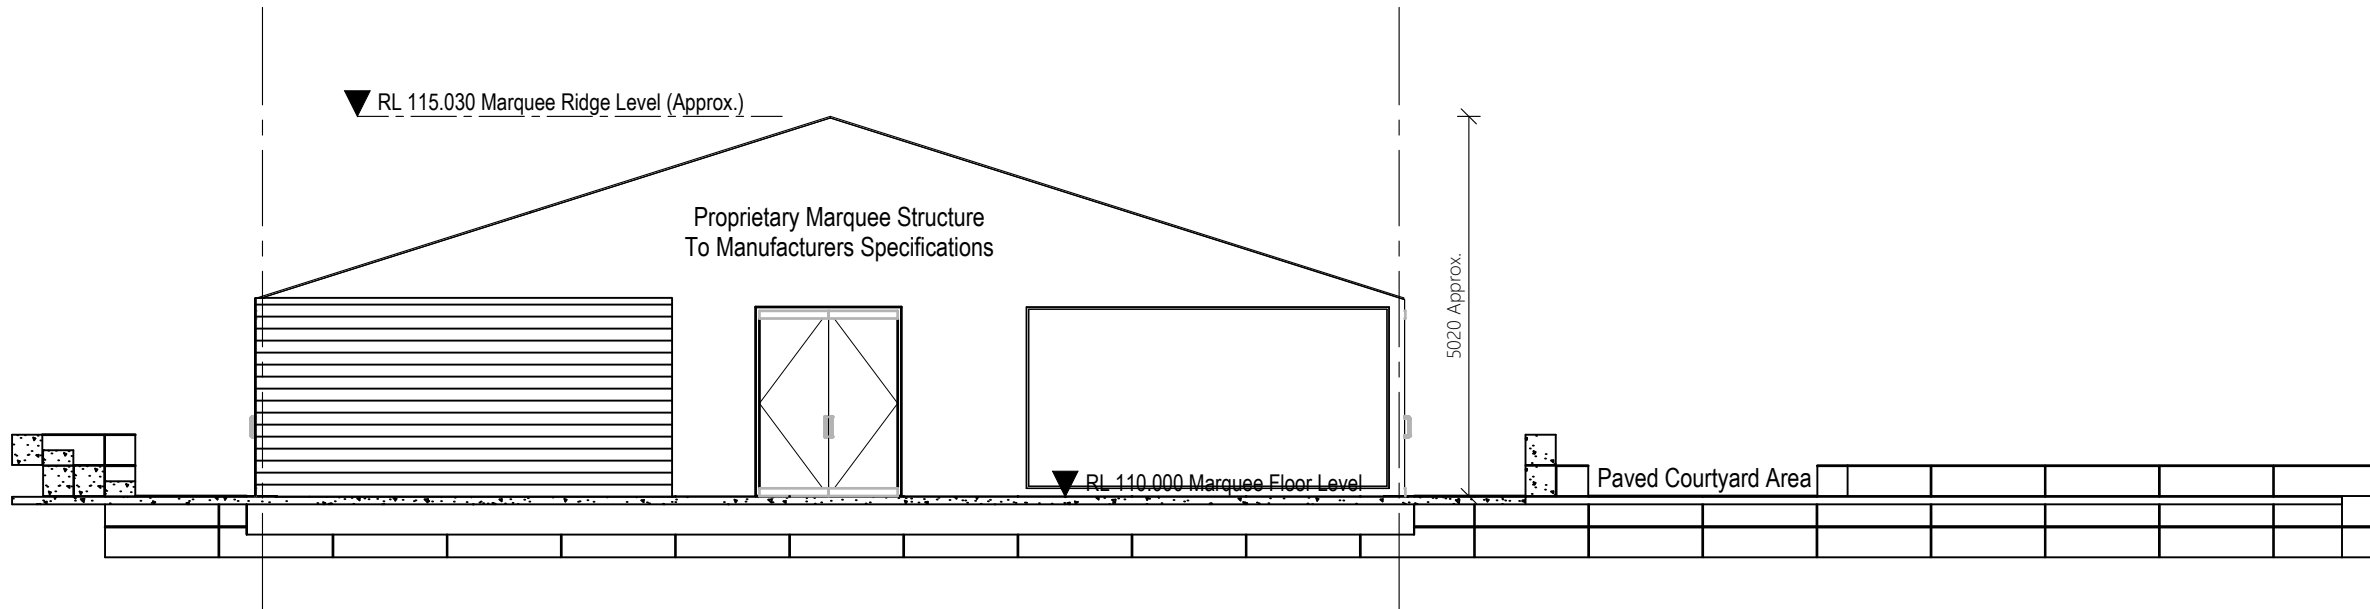 RL 115.030 Marquee Ridge Level (Approx.)
Proprietary Marquee Structure
To Manufacturers Specifications
5020 Approx.
RL 110.000 Marquee Floor Level
Paved Courtyard Area